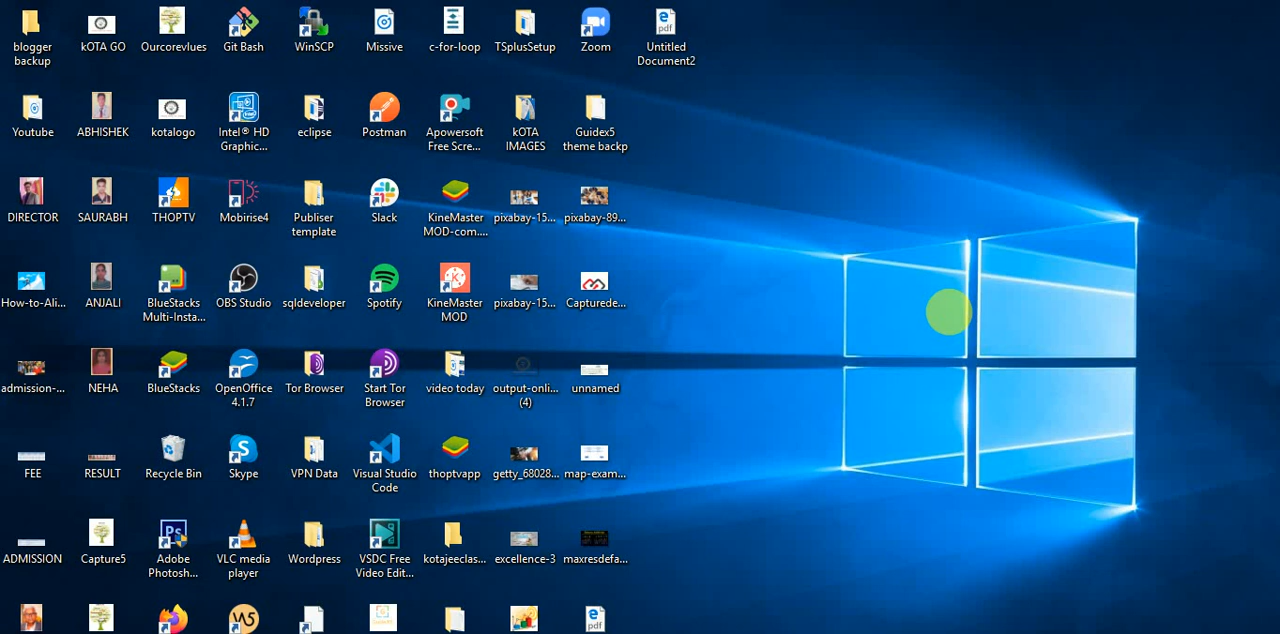 blogger
backup
kOTA GO
Ourcorevlues
Git Bash
WinSCP
Missive
c-for-loop
TSplusSetup
Zoom
Untitled
Document2
Youtube
ABHISHEK
kotalogo
Intel® HD
Graphic...
eclipse
Postman
Apowersoft
Free Scre...
kOTA
IMAGES
Guidex5
theme backp
DIRECTOR
SAURABH
THOPTV
Mobirise4
Publiser
template
Slack
KineMaster
MOD-com....
pixabay-15...
pixabay-89...
How-to-Ali...
ANJALI
BlueStacks
Multi-Insta...
OBS Studio
sqldeveloper
Spotify
KineMaster
MOD
pixabay-15...
Capturede...
admission-...
NEHA
BlueStacks
OpenOffice
4.1.7
Tor Browser
Start Tor
Browser
video today
output-onli...
(4)
unnamed
FEE
RESULT
Recycle Bin
Skype
VPN Data
Visual Studio
Code
thoptvapp
getty_68028...
map-exam...
ADMISSION
Capture5
Adobe
Photosh...
VLC media
player
Wordpress
VSDC Free
Video Edit...
kotajeeclas...
excellence-3
maxresdefa...